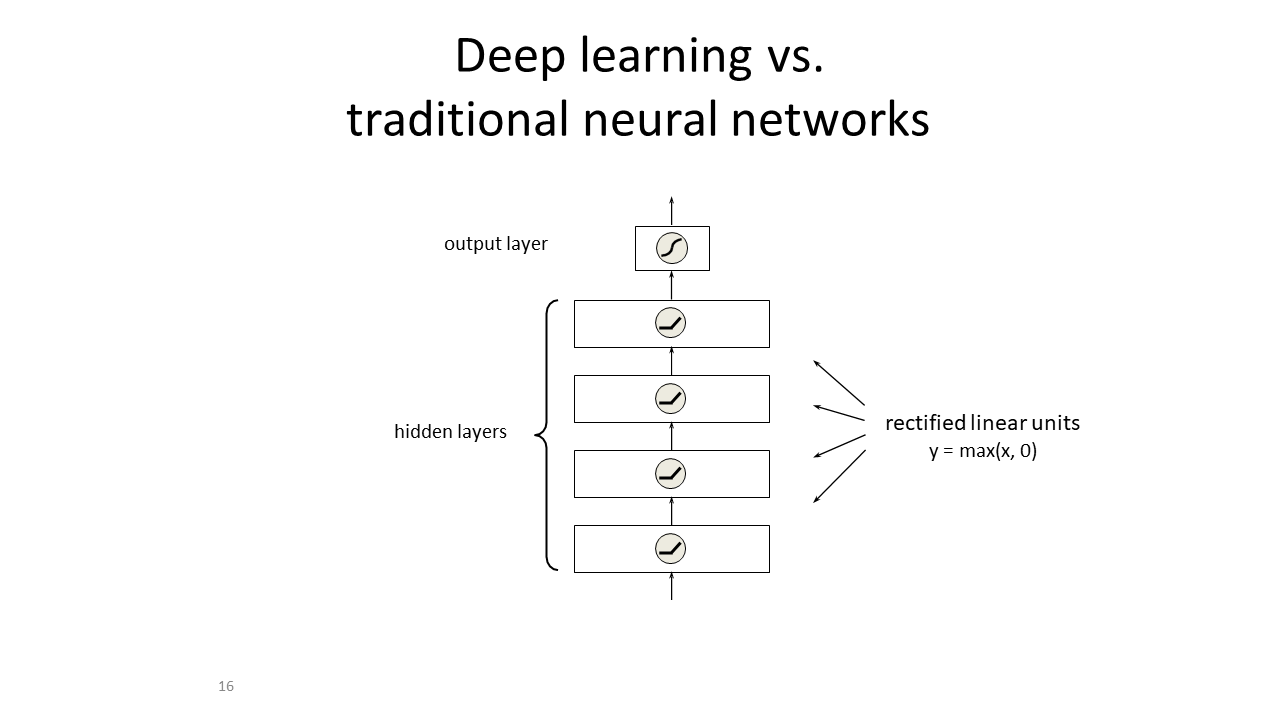 Deep learning vs.
traditional neural networks
output layer
hidden layers
rectified linear units
y = max(x, 0)
16